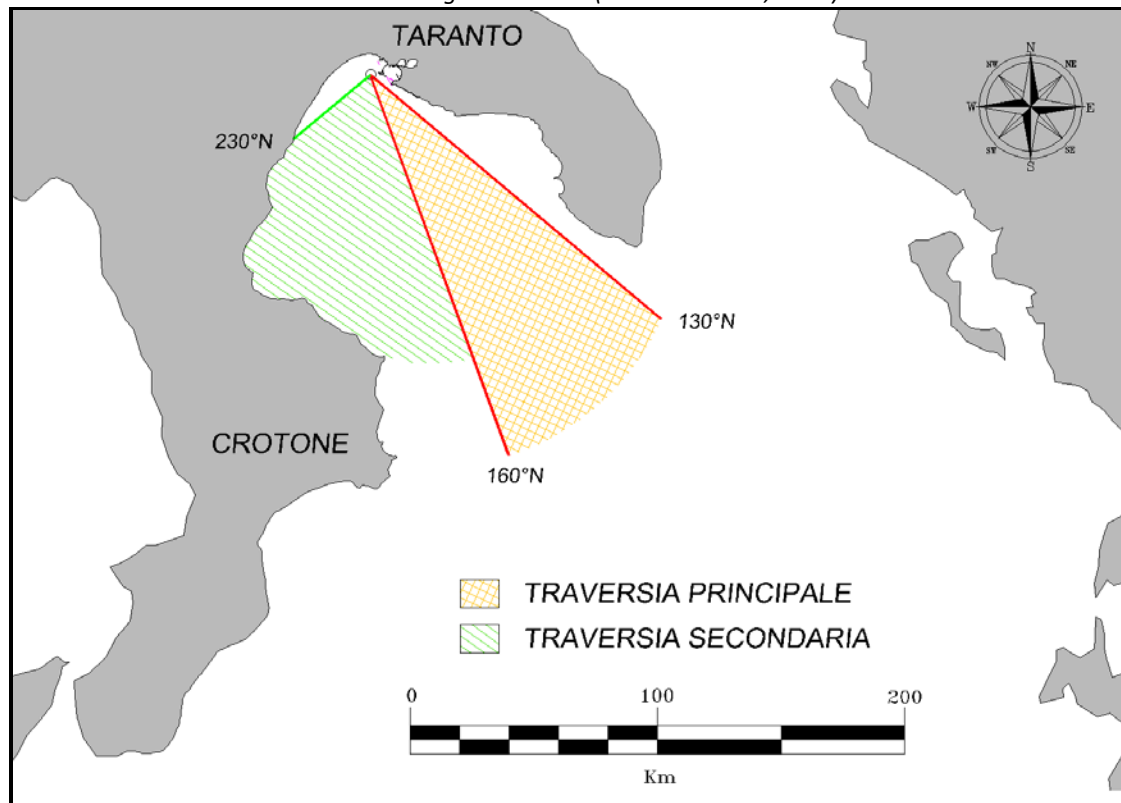 TARANTO
N
NW
NE
W
E
SW
SE
S
230°N
130°N
CROTONE
160°N
TRAVERSIA PRINCIPALE
TRAVERSIA SECONDARIA
0 100 200
Km